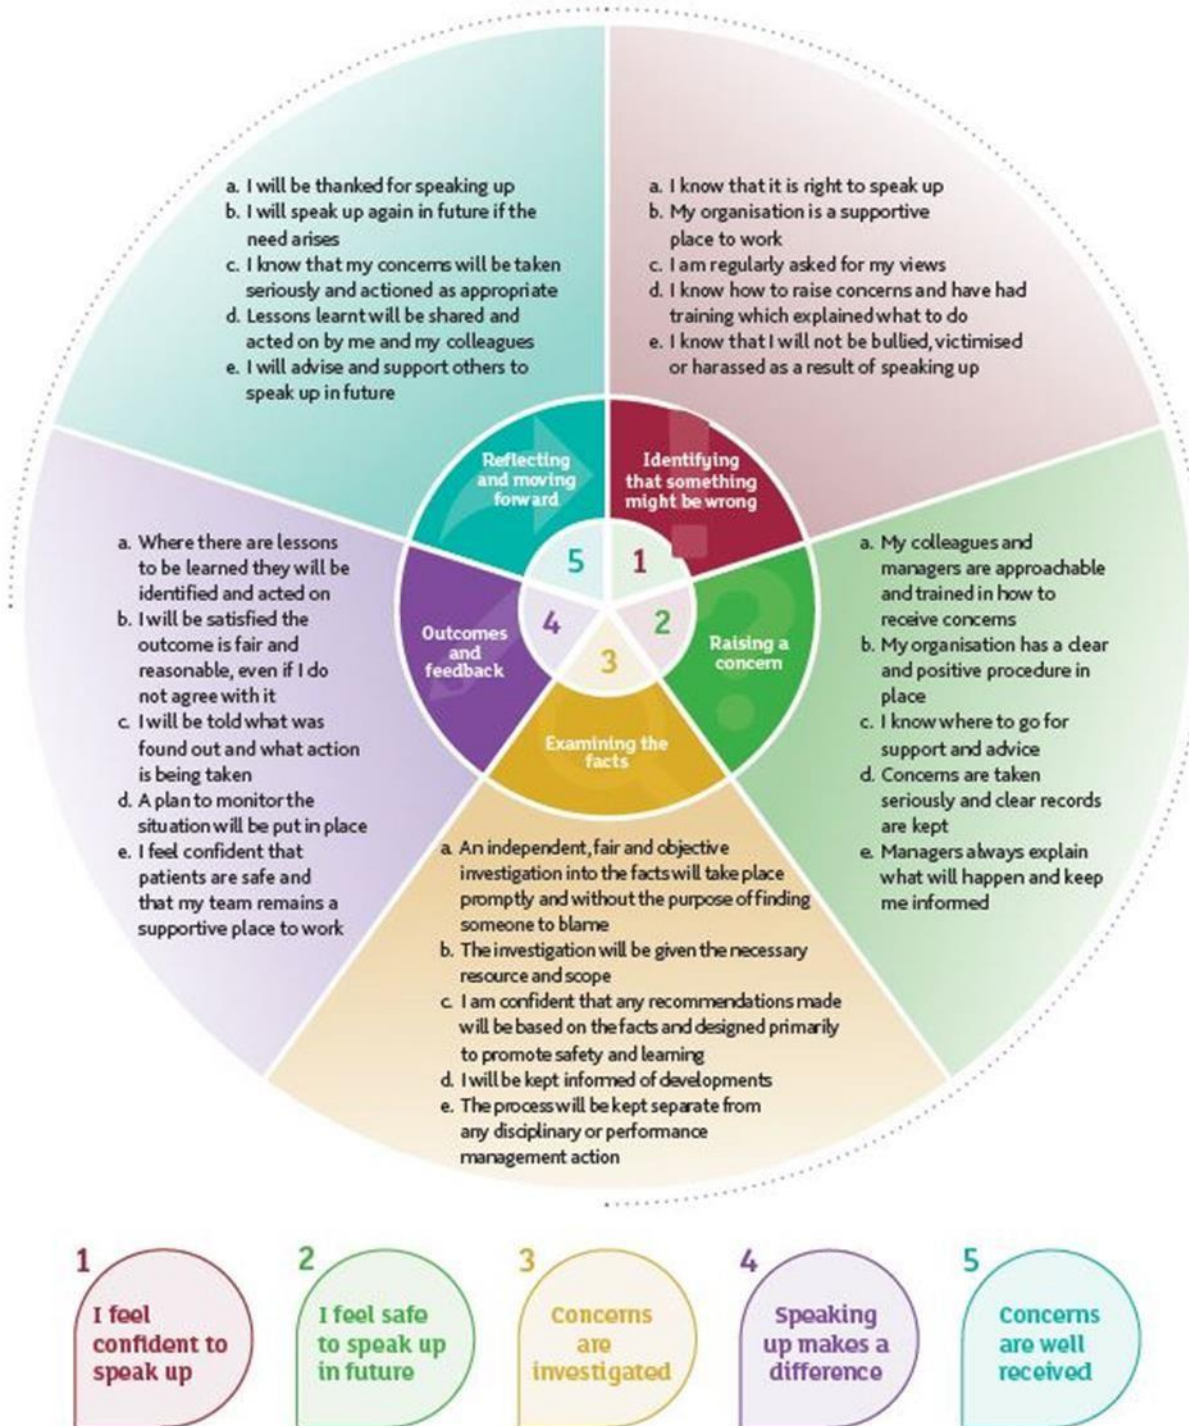 a. I will be thanked for speaking up
b. I will speak up again in future if the
need arises
c. I know that my concerns will be taken
seriously and actioned as appropriate
d. Lessons learnt will be shared and
acted on by me and my colleagues
e. I will advise and support others to
speak up in future
a. I know that it is right to speak up
b. My organisation is a supportive
place to work
c. I am regularly asked for my views
d. I know how to raise concerns and have had
training which explained what to do
e. I know that I will not be bullied, victimised
or harassed as a result of speaking up
Reflecting
and moving
forward
Identifying
that something
might be wrong
5
1
4
2
3
Outcomes
and
feedback
Raising a
concern
Examining the
facts
a. Where there are lessons
to be learned they will be
identified and acted on
b. I will be satisfied the
outcome is fair and
reasonable, even if I do
not agree with it
c. I will be told what was
found out and what action
is being taken
d. A plan to monitor the
situation will be put in place
e. I feel confident that
patients are safe and
that my team remains a
supportive place to work
a. My colleagues and
managers are approachable
and trained in how to
receive concerns
b. My organisation has a clear
and positive procedure in
place
c. I know where to go for
support and advice
d. Concerns are taken
seriously and clear records
are kept
e. Managers always explain
what will happen and keep
me informed
a. An independent, fair and objective
investigation into the facts will take place
promptly and without the purpose of finding
someone to blame
b. The investigation will be given the necessary
resource and scope
c. I am confident that any recommendations made
will be based on the facts and designed primarily
to promote safety and learning
d. I will be kept informed of developments
e. The process will be kept separate from
any disciplinary or performance
management action
1
I feel
confident to
speak up
2
I feel safe
to speak up
in future
3
Concerns
are
investigated
4
Speaking
up makes a
difference
5
Concerns
are well
received